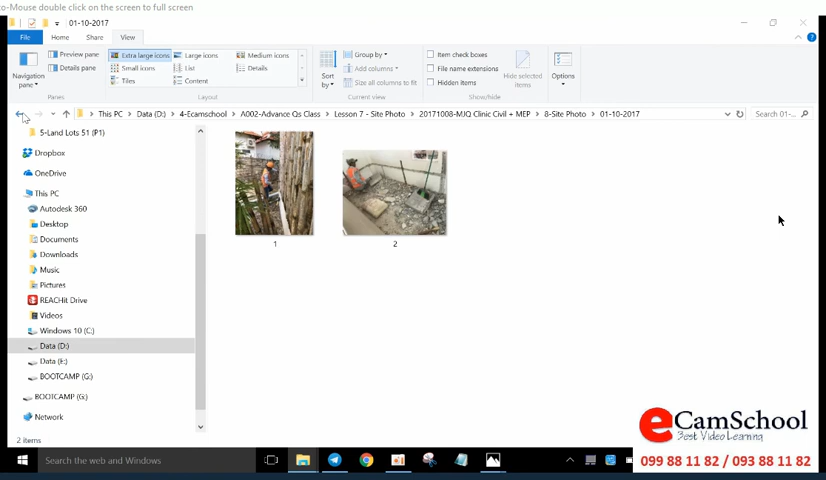 to-Mouse double click on the screen to full screen
01-10-2017
File
Home
Share
View
Navigation pane
Preview pane
Details pane
Panes
Extra large icons
Large icons
Medium icons
Small icons
List
Details
Tiles
Content
Layout
Sort by
Group by
Add columns
Size all columns to fit
Current view
Item check boxes
File name extensions
Hidden items
Hide selected items
Show/hide
Options
This PC > Data (D:) > 4-Ecamschool > A002-Advance Qs Class > Lesson 7 - Site Photo > 20171008-MJQ Clinic Civil + MEP > 8-Site Photo > 01-10-2017
Search 01-...
5-Land Lots 51 (P1)
Dropbox
OneDrive
This PC
Autodesk 360
Desktop
Documents
Downloads
Music
Pictures
REACHit Drive
Videos
Windows 10 (C:)
Data (D:)
Data (E:)
BOOTCAMP (G:)
BOOTCAMP (G:)
Network
1
2
2 items
Search the web and Windows
eCamSchool
Best Video Learning
099 88 11 82 / 093 88 11 82